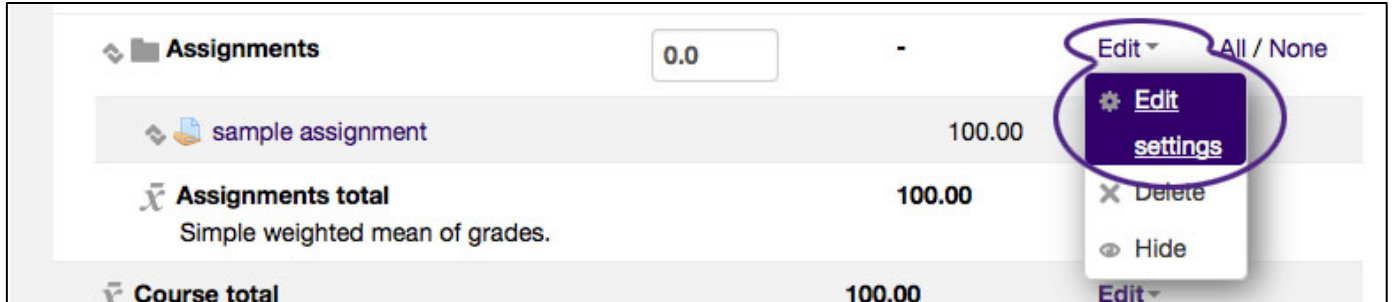 Assignments 0.0 - Edit All / None
Edit
settings
sample assignment 100.00
Assignments total 100.00
Delete
Simple weighted mean of grades.
Hide
Course total 100.00 Edit